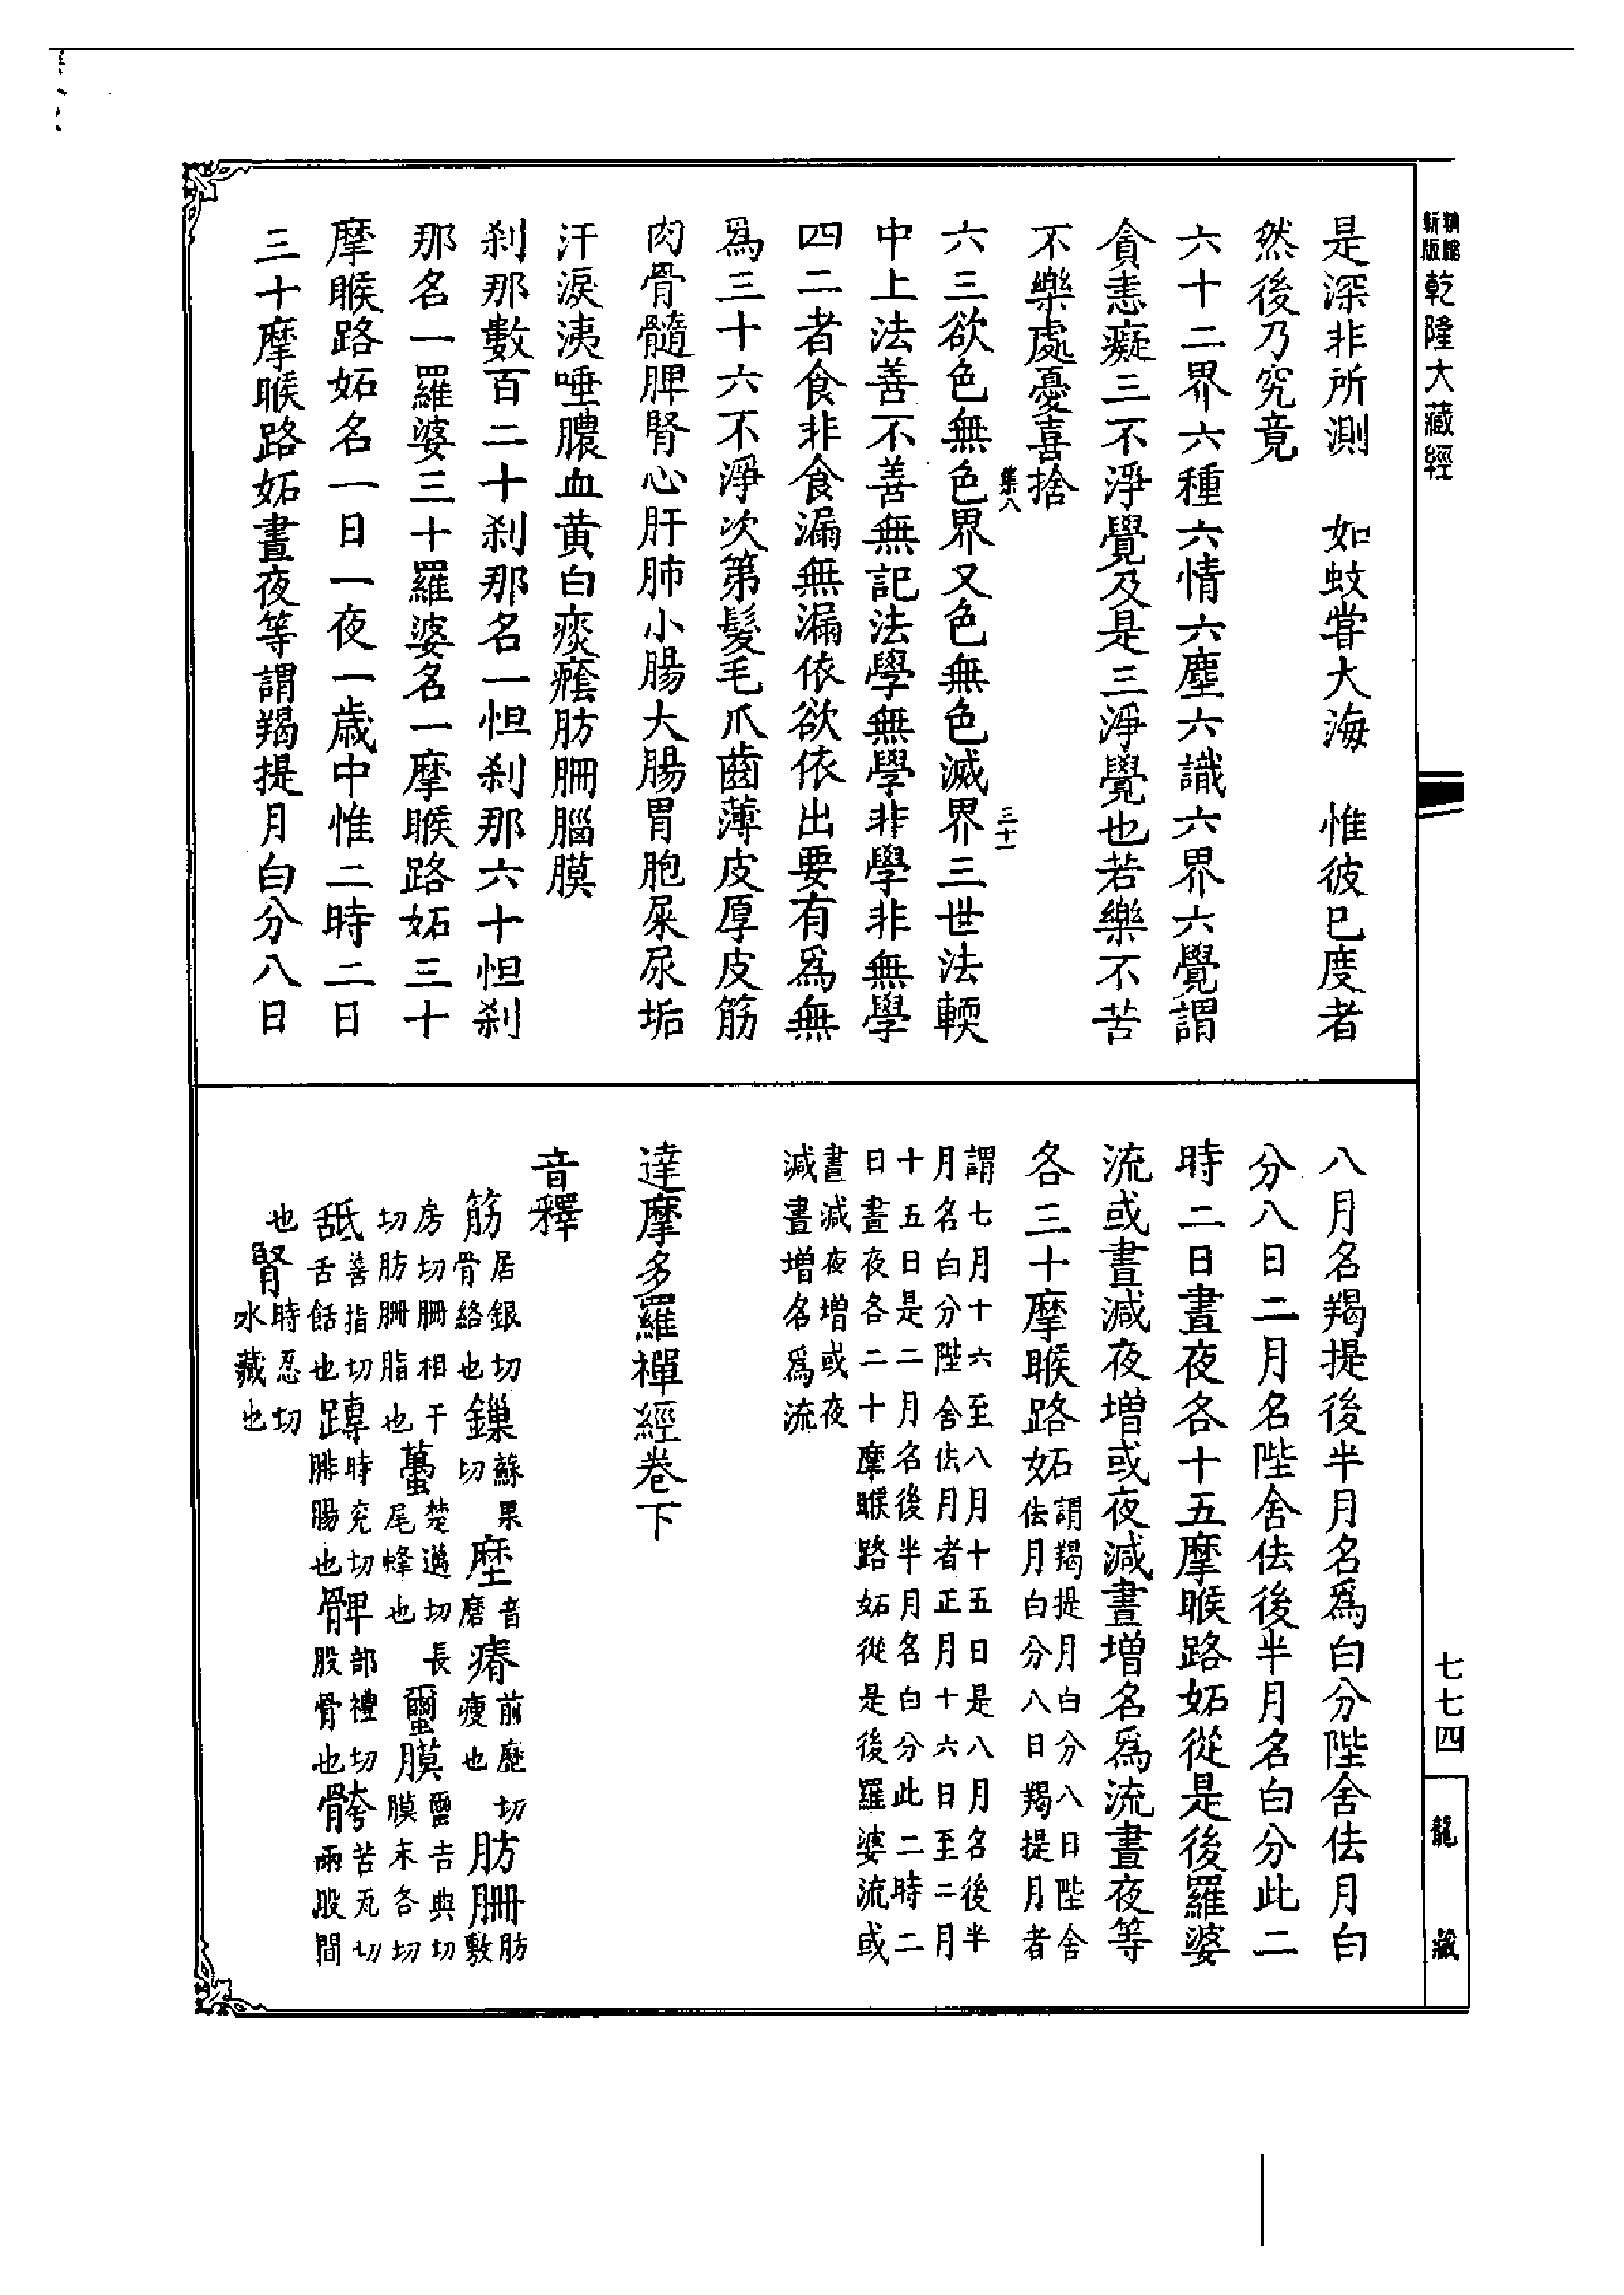 新版 乾隆大藏經
是深非所測　如蚊甞大海　惟彼已度者
然後乃究竟
六十二界六種六情六塵六識六界六覺謂
貪恚癡三不淨覺及是三淨覺也若樂不苦
不樂處憂喜捨
集八　三十一
六三欲色無色界又色無色滅界三世法輭
中上法善不善無記法學無學非學非無學
四二者食非食漏無漏依欲依出要有爲無
爲三十六不淨次第髮毛爪齒薄皮厚皮筋
肉骨髓脾腎心肝肺小腸大腸胃胞屎尿垢
汗淚洟唾膿血黄白痰癊肪𦙱腦膜
刹那數百二十刹那名一怛刹那六十怛刹
那名一羅婆三十羅婆名一摩睺路妬三十
摩睺路妬名一日一夜一歲中惟二時二日
三十摩睺路妬晝夜等謂羯提月白分八日
八月名羯提後半月名爲白分陛舍佉月白
分八日二月名陛舍佉後半月名白分此二
時二日晝夜各十五摩睺路妬從是後羅婆
流或晝減夜增或夜減晝增名爲流晝夜等
各三十摩睺路妬
謂羯提月白分八日陛舍
佉月白分八日羯提月者
謂七月十六至八月十五日是八月名後半
月名白分陛舍佉月者正月十六日至二月
十五日是二月名後半月名白分此二時二
日晝夜各二十摩睺路妬從是後羅婆流或
晝減夜增或夜
減晝增名爲流
達摩多羅禪經卷下
音釋
筋居銀切骨絡也 鏁蘇果切 塺音磨 瘠前歷切瘦也 肪𦙱肪敷
房切𦙱相干切肪𦙱脂也 蠆楚邁切長尾𧒒也 𧕦膜𧕦吉典切膜末各切
舐善指切舌餂也 蹲時兗切腓腸也 髀部禮切股骨也 骻苦瓦切兩股間
也 腎時忍切水藏也
七七四
龍藏